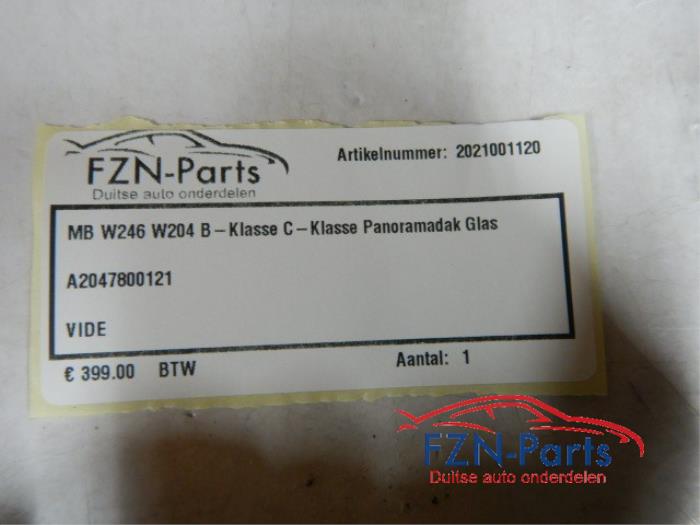 FZN-Parts
Duitse auto onderdelen
Artikelnummer: 2021001120
MB W246 W204 B-Klasse C-Klasse Panoramadak Glas
A2047800121
VIDE
€ 399.00 BTW
Aantal: 1
FZN-Parts
Duitse auto onderdelen